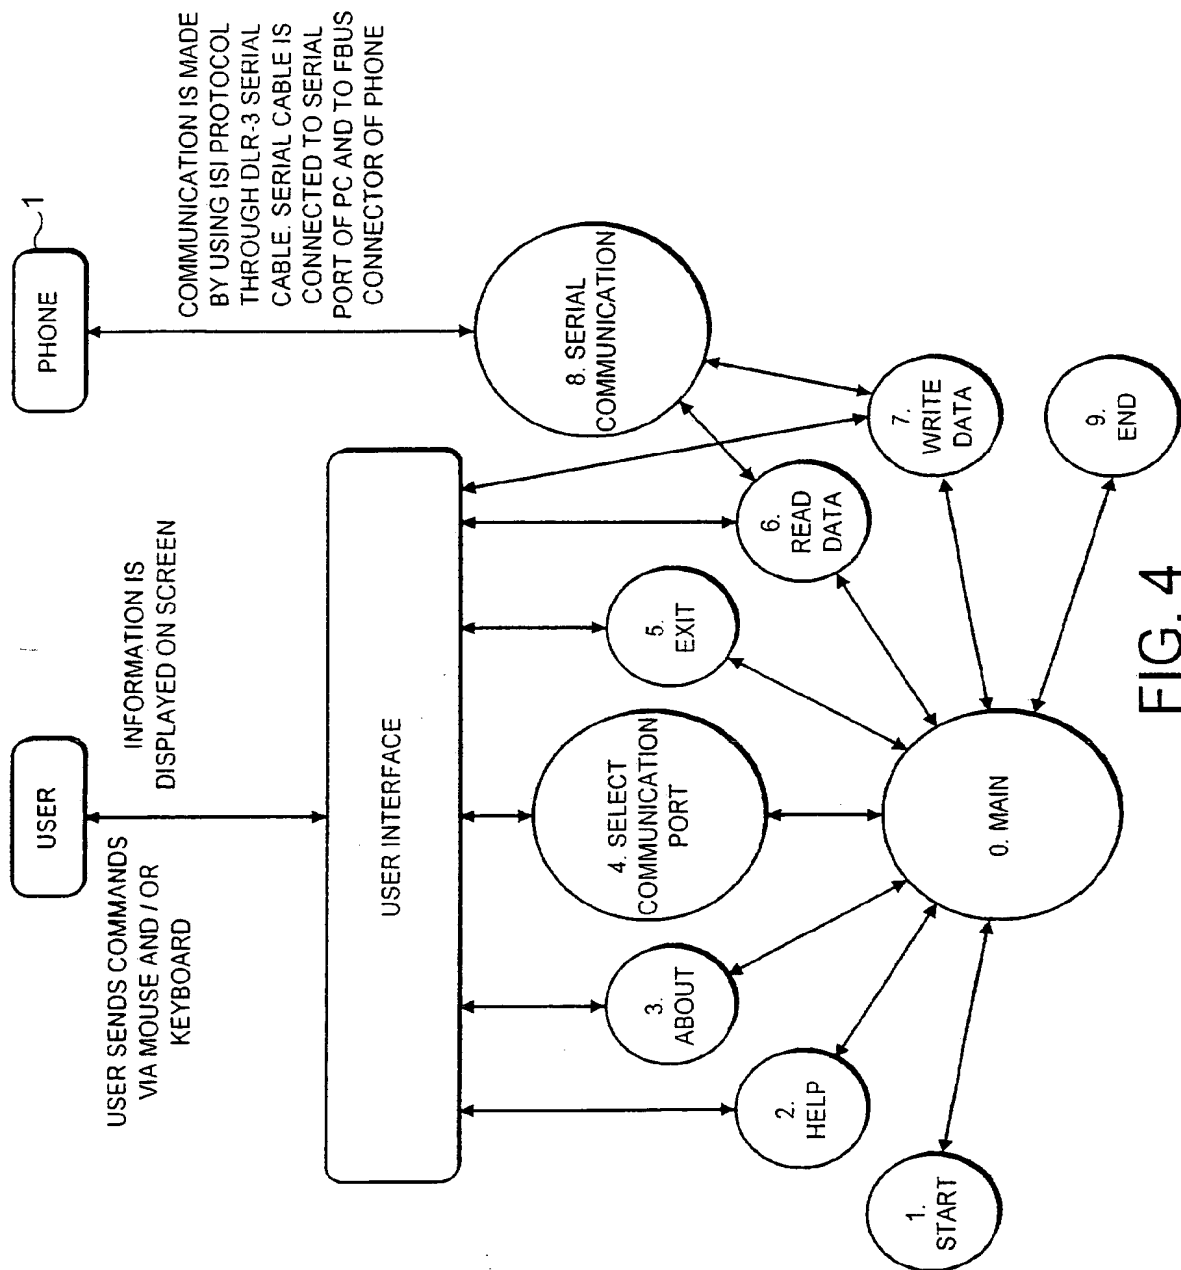 USER
PHONE
1
USER SENDS COMMANDS
VIA MOUSE AND / OR
KEYBOARD
INFORMATION IS
DISPLAYED ON SCREEN
COMMUNICATION IS MADE
BY USING ISI PROTOCOL
THROUGH DLR-3 SERIAL
CABLE. SERIAL CABLE IS
CONNECTED TO SERIAL
PORT OF PC AND TO FBUS
CONNECTOR OF PHONE
USER INTERFACE
8. SERIAL
COMMUNICATION
4. SELECT
COMMUNICATION
PORT
3.
ABOUT
5.
EXIT
2.
HELP
6.
READ
DATA
1.
START
7.
WRITE
DATA
0. MAIN
9.
END
FIG. 4